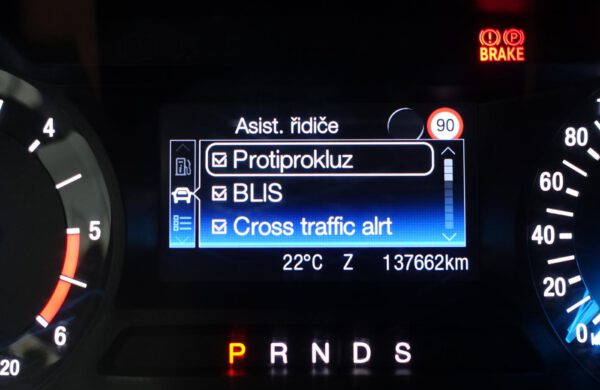 P
BRAKE
Asist. řidiče
90
Protiprokluz
BLIS
Cross traffic alrt
22°C Z 137662km
4
5
6
20
80
60
40
20
0
P R N D S